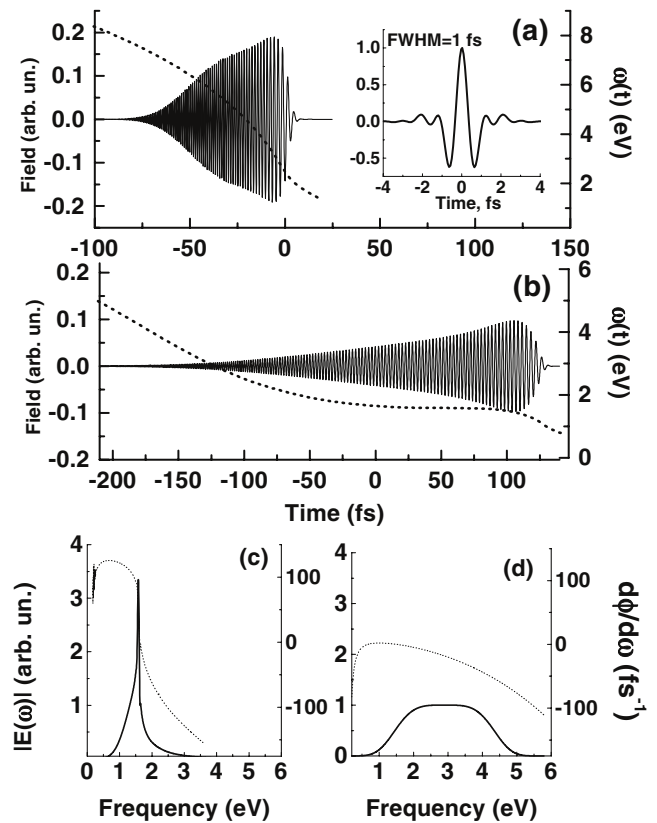 0.2
0.1
0.0
-0.1
-0.2
Field (arb. un.)
(a)
8
6
4
2
ω(t) (eV)
FWHM=1 fs
1.0
0.5
0.0
-0.5
-4 -2 0 2 4
Time, fs
-100 -50 0 50 100 150
0.2
0.1
0.0
-0.1
-0.2
Field (arb. un.)
(b)
6
4
2
0
ω(t) (eV)
-200 -150 -100 -50 0 50 100
Time (fs)
4
3
2
1
0
|E(ω)| (arb. un.)
(c)
100
0
-100
0 1 2 3 4 5 6
Frequency (eV)
4
3
2
1
0
(d)
100
0
-100
dϕ/dω (fs⁻¹)
1 2 3 4 5 6
Frequency (eV)